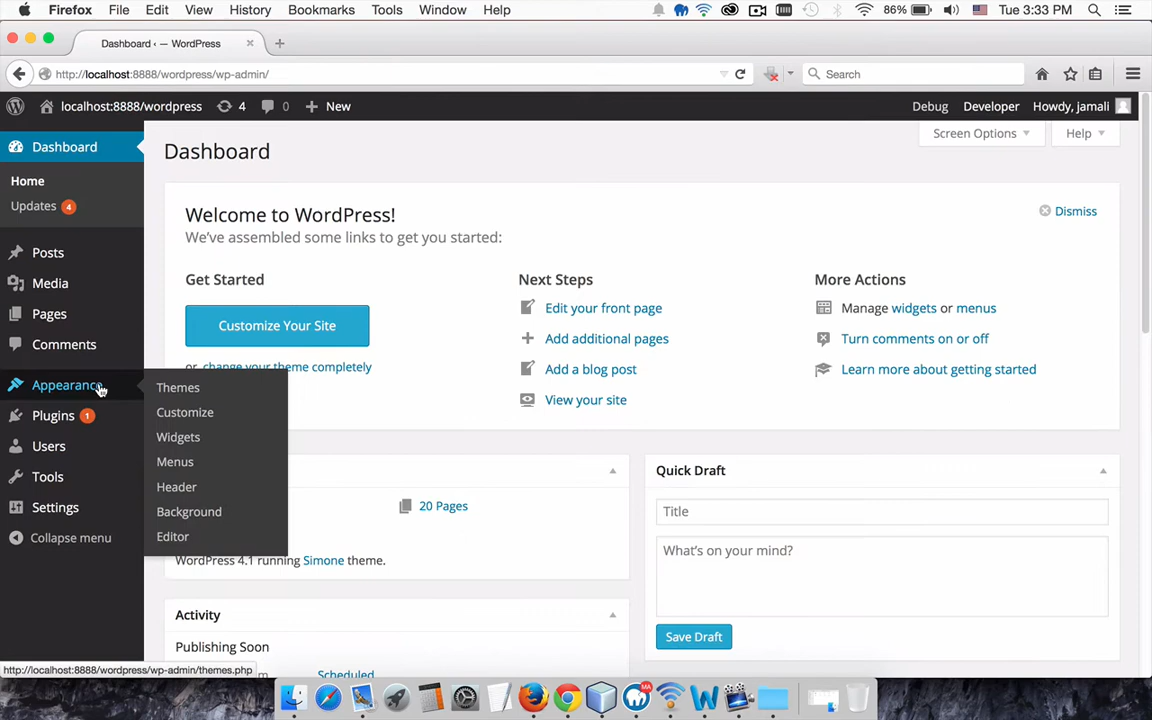 Firefox File Edit View History Bookmarks Tools Window Help 86% Tue 3:33 PM
Dashboard ‹ — WordPress
http://localhost:8888/wordpress/wp-admin/ Search
localhost:8888/wordpress 4 0 New Debug Developer Howdy, jamali
Dashboard
Home
Updates 4
Posts
Media
Pages
Comments
Appearance
Plugins 1
Users
Tools
Settings
Collapse menu
Themes
Customize
Widgets
Menus
Header
Background
Editor
Screen Options Help
Dashboard
Welcome to WordPress!
We've assembled some links to get you started:
Dismiss
Get Started
Customize Your Site
or change your theme completely
Next Steps
Edit your front page
Add additional pages
Add a blog post
View your site
More Actions
Manage widgets or menus
Turn comments on or off
Learn more about getting started
20 Pages
WordPress 4.1 running Simone theme.
Activity
Publishing Soon
Scheduled
Quick Draft
Title
What's on your mind?
Save Draft
http://localhost:8888/wordpress/wp-admin/themes.php